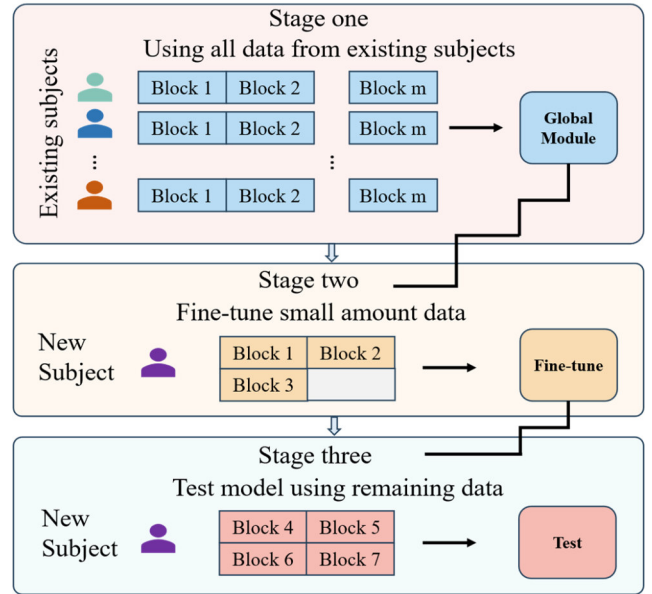 Stage one
Using all data from existing subjects
Existing subjects
Block 1 Block 2 Block m
Block 1 Block 2 Block m
...
...
Block 1 Block 2 Block m
Global
Module
Stage two
Fine-tune small amount data
New
Subject
Block 1 Block 2
Block 3
Fine-tune
Stage three
Test model using remaining data
New
Subject
Block 4 Block 5
Block 6 Block 7
Test